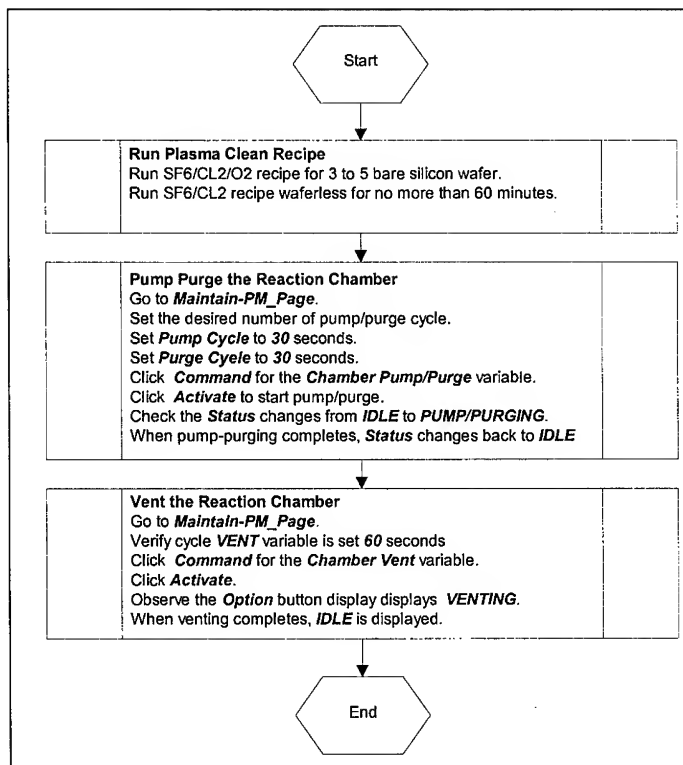 Start
Run Plasma Clean Recipe
Run SF6/CL2/O2 recipe for 3 to 5 bare silicon wafer.
Run SF6/CL2 recipe waferless for no more than 60 minutes.
Pump Purge the Reaction Chamber
Go to Maintain-PM_Page.
Set the desired number of pump/purge cycle.
Set Pump Cycle to 30 seconds.
Set Purge Cycle to 30 seconds.
Click Command for the Chamber Pump/Purge variable.
Click Activate to start pump/purge.
Check the Status changes from IDLE to PUMP/PURGING.
When pump-purging completes, Status changes back to IDLE
Vent the Reaction Chamber
Go to Maintain-PM_Page.
Verify cycle VENT variable is set 60 seconds
Click Command for the Chamber Vent variable.
Click Activate.
Observe the Option button display displays VENTING.
When venting completes, IDLE is displayed.
End